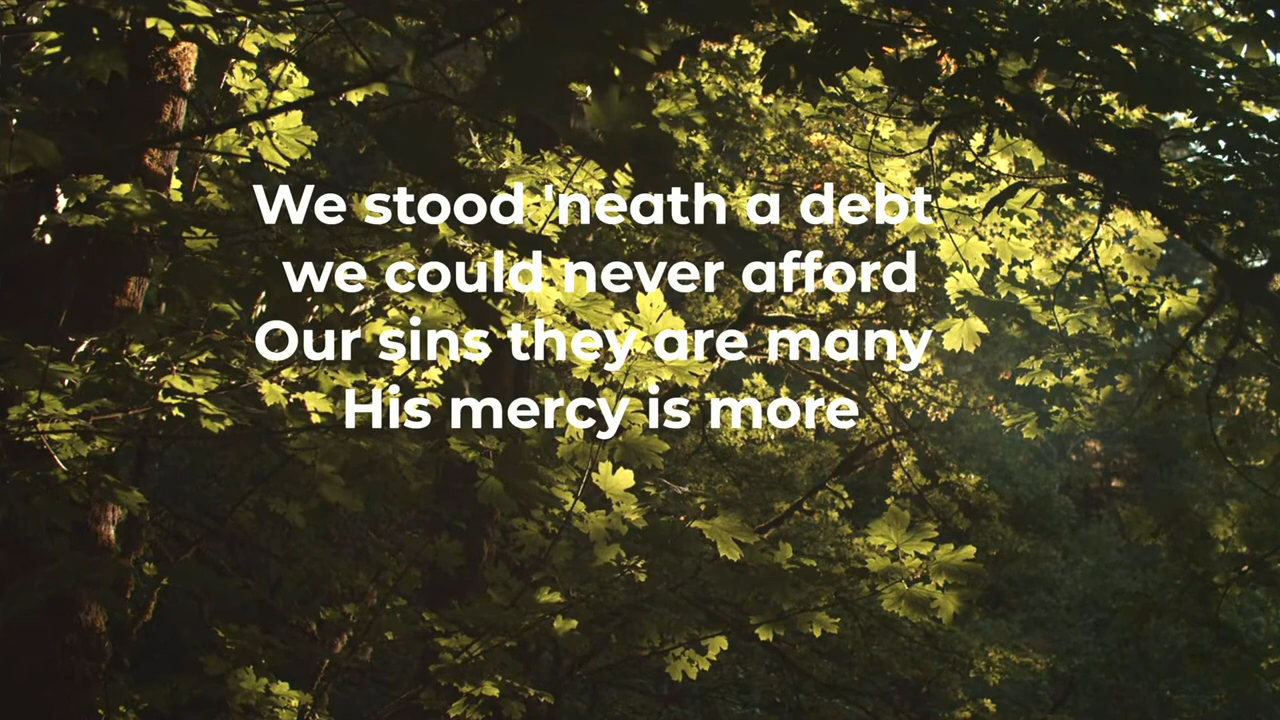 We stood 'neath a debt
we could never afford
Our sins they are many
His mercy is more